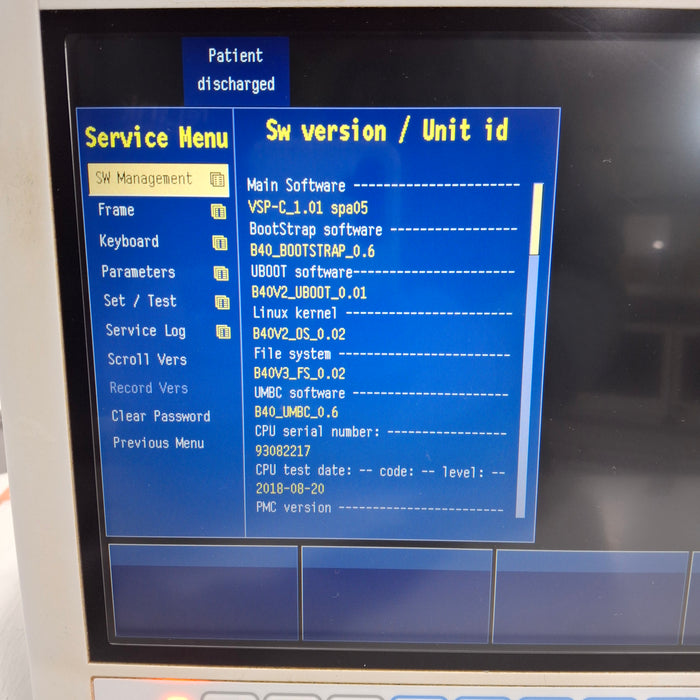 Patient
discharged
Service Menu
SW Management
Frame
Keyboard
Parameters
Set / Test
Service Log
Scroll Vers
Record Vers
Clear Password
Previous Menu
Sw version / Unit id
Main Software --------------------
VSP-C_1.01 spa05
BootStrap software ---------------
B40_BOOTSTRAP_0.6
UBOOT software-------------------
B40V2_UBOOT_0.01
Linux kernel --------------------
B40V2_OS_0.02
File system --------------------
B40V3_FS_0.02
UMBC software -------------------
B40_UMBC_0.6
CPU serial number: ---------------
93082217
CPU test date: -- code: -- level: --
2018-08-20
PMC version ---------------------